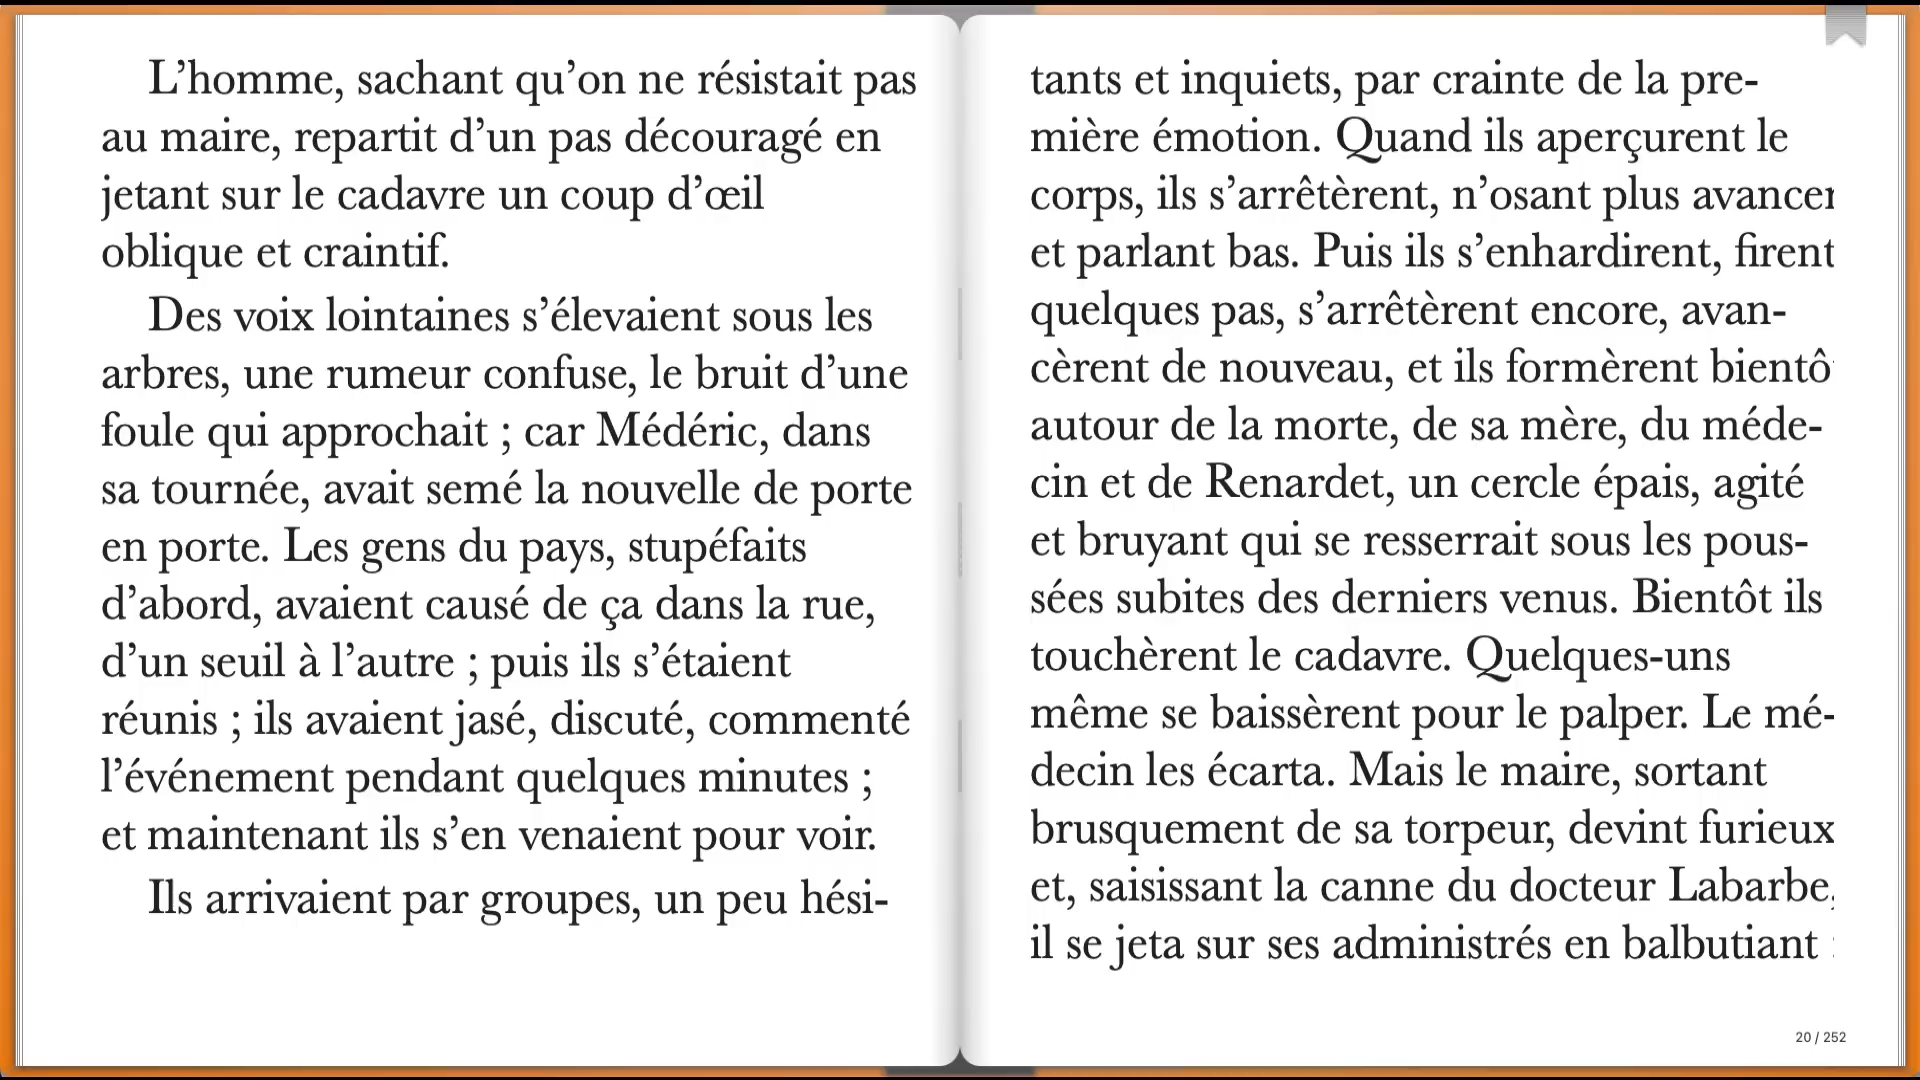 L’homme, sachant qu’on ne résistait pas
au maire, repartit d’un pas découragé en
jetant sur le cadavre un coup d’œil
oblique et craintif.
Des voix lointaines s’élevaient sous les
arbres, une rumeur confuse, le bruit d’une
foule qui approchait ; car Médéric, dans
sa tournée, avait semé la nouvelle de porte
en porte. Les gens du pays, stupéfaits
d’abord, avaient causé de ça dans la rue,
d’un seuil à l’autre ; puis ils s’étaient
réunis ; ils avaient jasé, discuté, commenté
l’événement pendant quelques minutes ;
et maintenant ils s’en venaient pour voir.
Ils arrivaient par groupes, un peu hési-
tants et inquiets, par crainte de la pre-
mière émotion. Quand ils aperçurent le
corps, ils s’arrêtèrent, n’osant plus avancer
et parlant bas. Puis ils s’enhardirent, firent
quelques pas, s’arrêtèrent encore, avan-
cèrent de nouveau, et ils formèrent bientô
autour de la morte, de sa mère, du méde-
cin et de Renardet, un cercle épais, agité
et bruyant qui se resserrait sous les pous-
sées subites des derniers venus. Bientôt ils
touchèrent le cadavre. Quelques-uns
même se baissèrent pour le palper. Le mé-
decin les écarta. Mais le maire, sortant
brusquement de sa torpeur, devint furieux
et, saisissant la canne du docteur Labarbe,
il se jeta sur ses administrés en balbutiant :
20 / 252